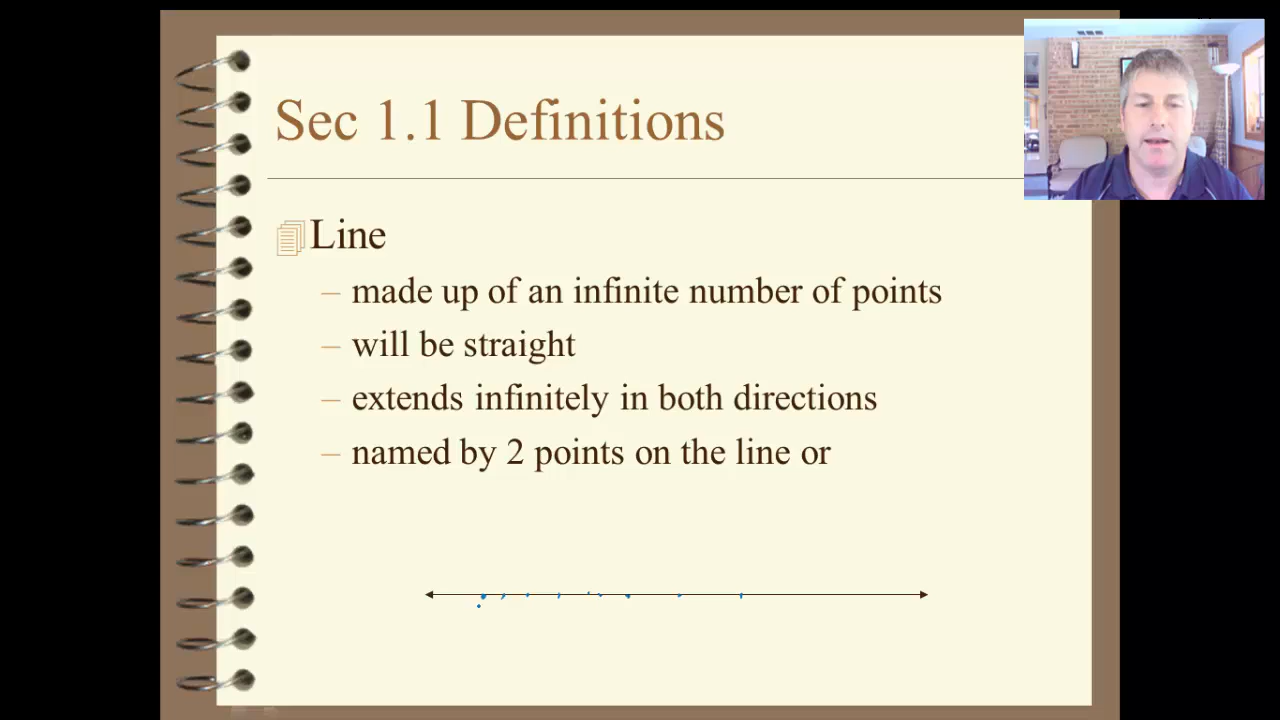 Sec 1.1 Definitions
Line
– made up of an infinite number of points
– will be straight
– extends infinitely in both directions
– named by 2 points on the line or